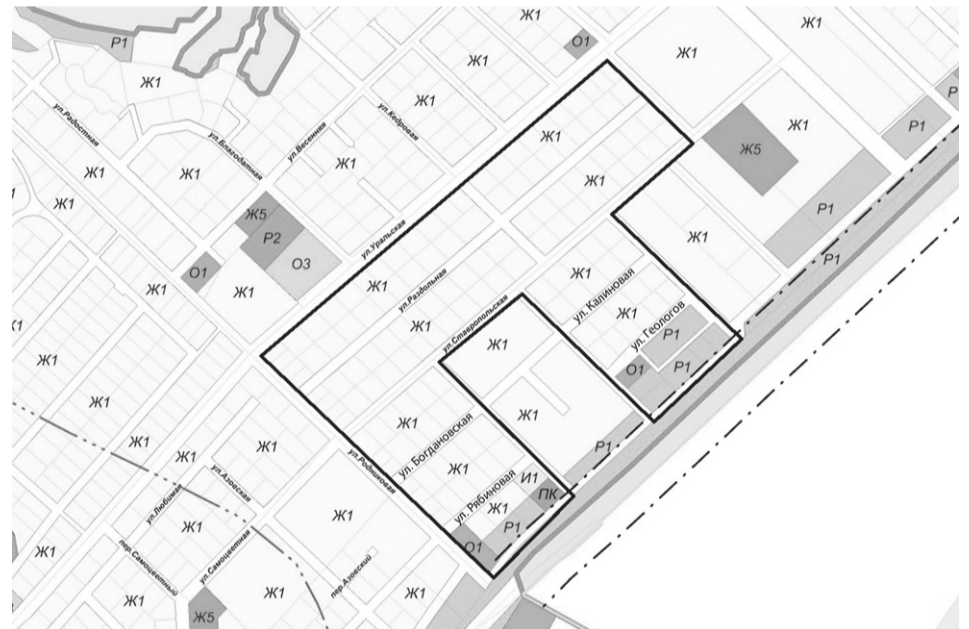 Ж1
О1
Р1
Ж1
Ж1
Ж1
Ж1
Р
ул.Кедровая
Ж1
Р1
ул.Радостная
ул.Благодатная
ул.Весенняя
Ж1
Ж1
Ж5
Ж1
Ж1
Ж1
Ж1
Ж1
Ж5
Р1
Р2
ул.Уральская
О3
Ж1
О1
Р1
Ж1
Ж1
Ж1
Ж1
ул.Раздольная
ул. Калиновая
Ж1
Ж1
ул.Ставропольская
ул. Геологов
Ж1
Р1
Ж1
О1
Р1
Ж1
Ж1
Ж1
Ж1
Ж1
Ж1
Р1
ул. Богдановская
Ж1
ул.Родниковая
Ж1
ул.Азовская
И1
ПК
ул. Рябиновая
Ж1
ул.Любимая
Ж1
Ж1
Р1
О1
Ж1
ул.Самоцветная
пер.Самоцветный
пер.Азовский
Ж1
Ж1
Ж1
Ж5